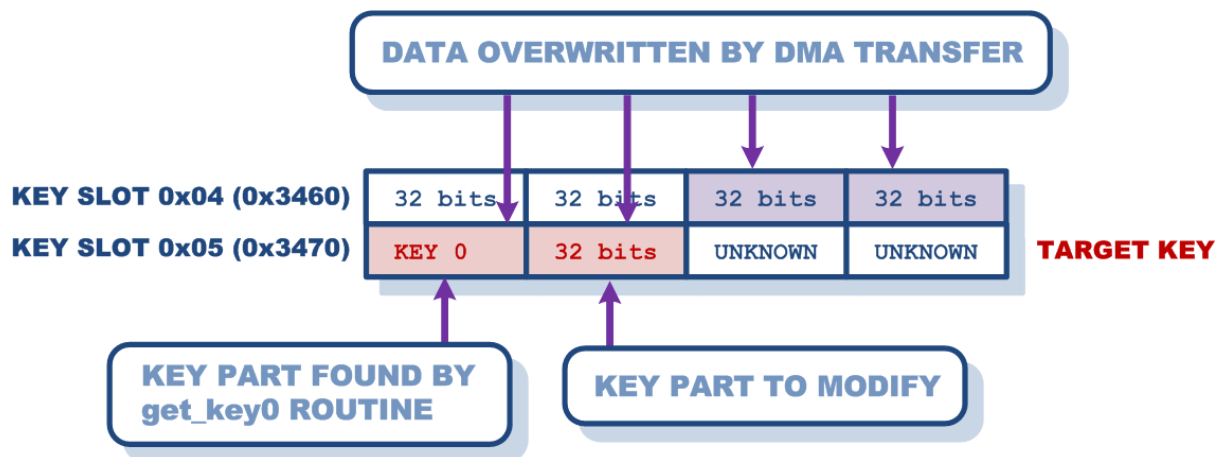 DATA OVERWRITTEN BY DMA TRANSFER
KEY SLOT 0x04 (0x3460) 32 bits 32 bits 32 bits 32 bits
KEY SLOT 0x05 (0x3470) KEY 0 32 bits UNKNOWN UNKNOWN TARGET KEY
KEY PART FOUND BY
get_key0 ROUTINE
KEY PART TO MODIFY